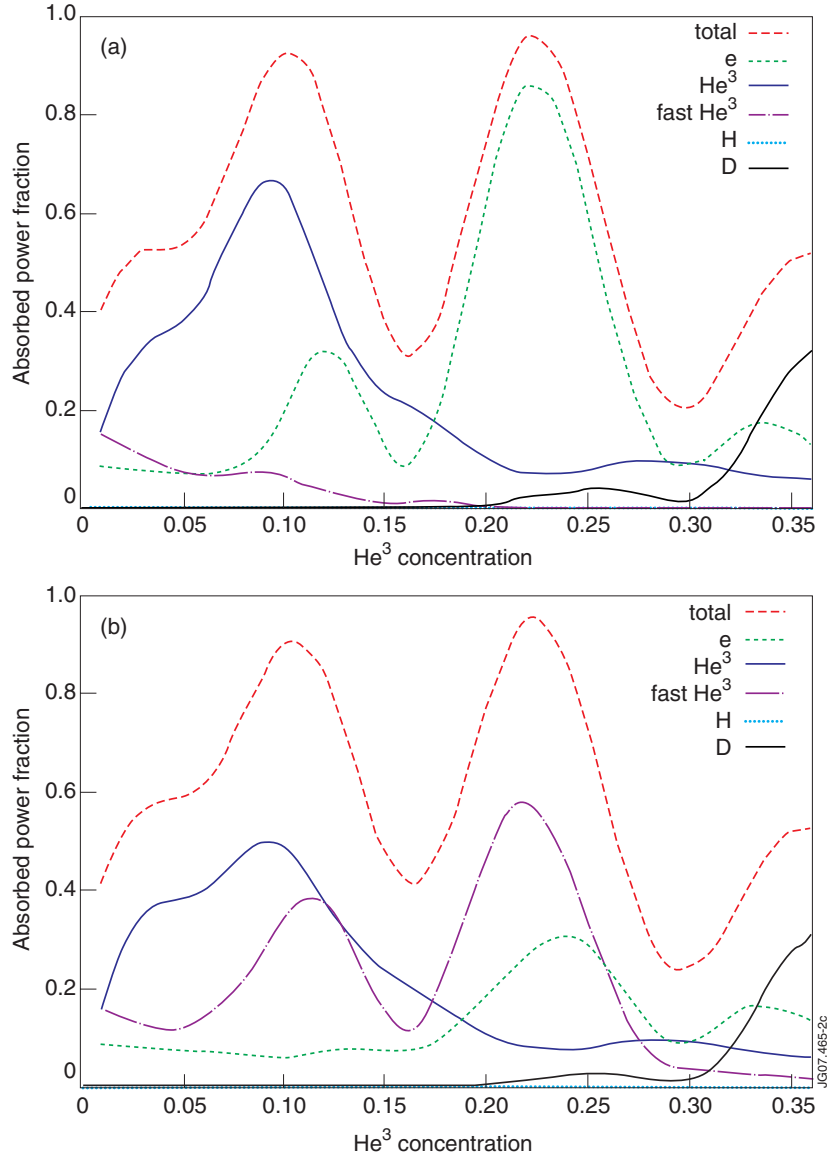 1.0
(a)
total
e
He³
fast He³
H
D
0.8
0.6
0.4
0.2
0
Absorbed power fraction
0 0.05 0.10 0.15 0.20 0.25 0.30 0.35
He³ concentration
1.0
(b)
total
e
He³
fast He³
H
D
0.8
0.6
0.4
0.2
0
Absorbed power fraction
0 0.05 0.10 0.15 0.20 0.25 0.30 0.35
He³ concentration
JG07.465-2c